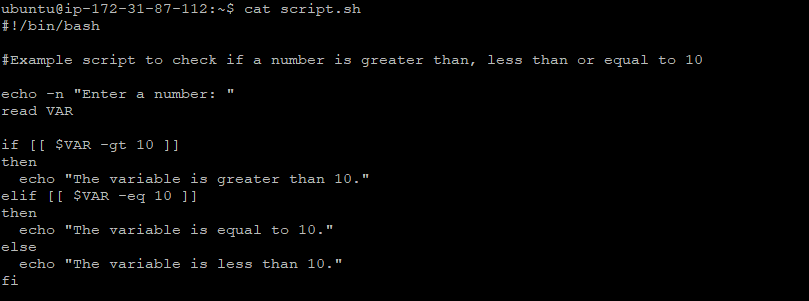 ubuntu@ip-172-31-87-112:~$ cat script.sh
#!/bin/bash
#Example script to check if a number is greater than, less than or equal to 10
echo -n "Enter a number: "
read VAR
if [[ $VAR -gt 10 ]]
then
  echo "The variable is greater than 10."
elif [[ $VAR -eq 10 ]]
then
  echo "The variable is equal to 10."
else
  echo "The variable is less than 10."
fi